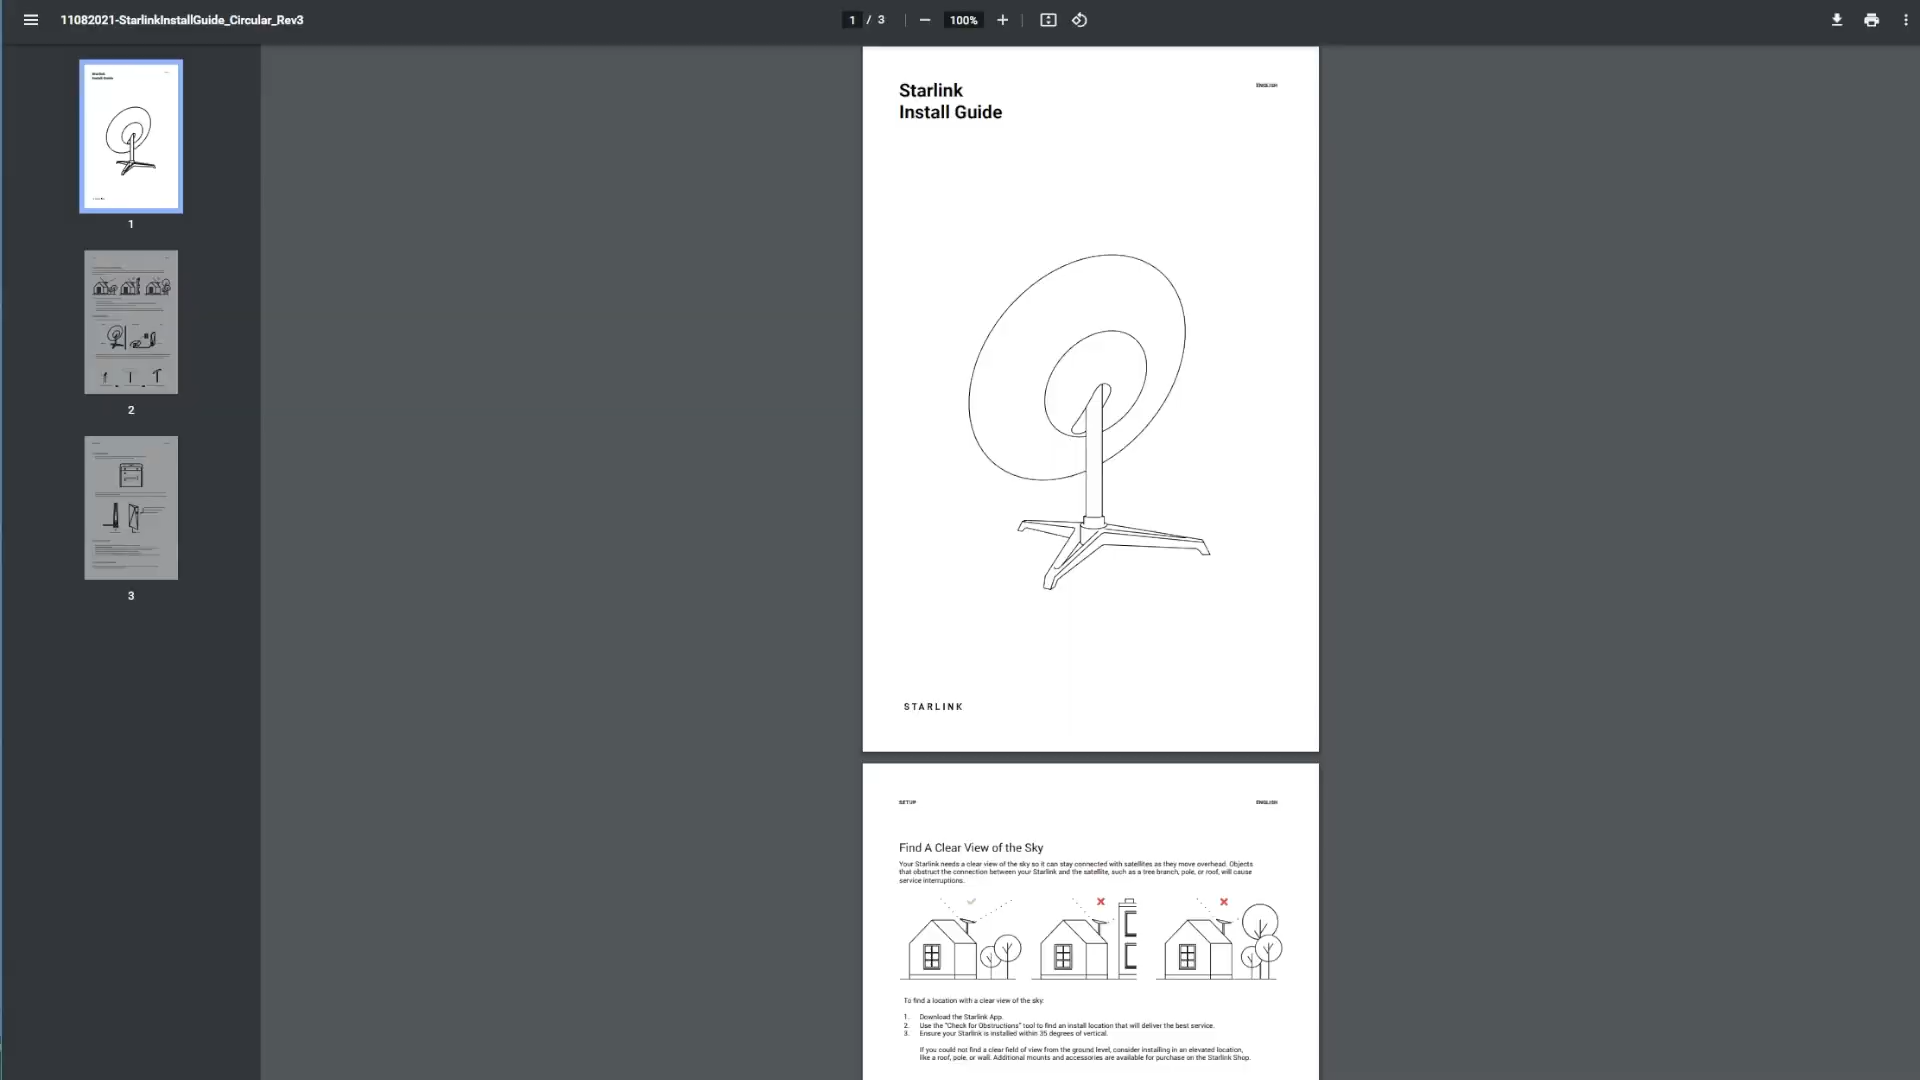 11082021-StarlinkInstallGuide_Circular_Rev3
1 / 3
100%
1
2
3
Starlink
Install Guide
ENGLISH
STARLINK
SETUP
ENGLISH
Find A Clear View of the Sky
Your Starlink needs a clear view of the sky so it can stay connected with satellites as they move overhead. Objects
that obstruct the connection between your Starlink and the satellite, such as a tree branch, pole, or roof, will cause
service interruptions.
To find a location with a clear view of the sky:
1. Download the Starlink App.
2. Use the "Check for Obstructions" tool to find an install location that will deliver the best service.
3. Ensure your Starlink is installed within 35 degrees of vertical.
If you could not find a clear field of view from the ground level, consider installing in an elevated location,
like a roof, pole, or wall. Additional mounts and accessories are available for purchase on the Starlink Shop.